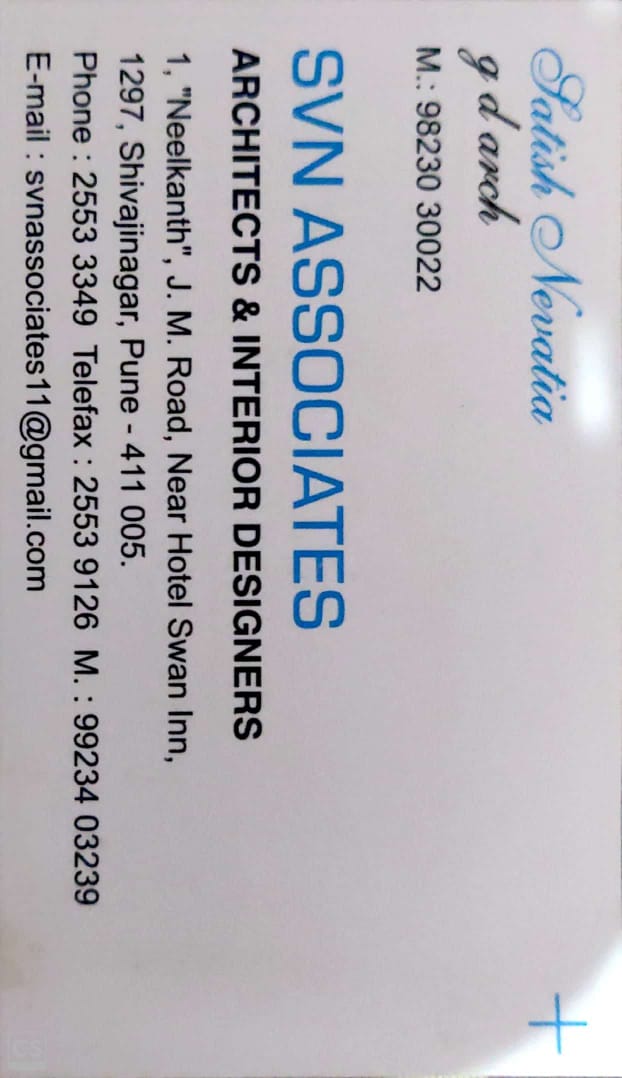 Satish Nevatia
g d arch
M.: 98230 30022
SVN ASSOCIATES
ARCHITECTS & INTERIOR DESIGNERS
1, "Neelkanth", J. M. Road, Near Hotel Swan Inn,
1297, Shivajinagar, Pune - 411 005.
Phone : 2553 3349 Telefax : 2553 9126 M. : 99234 03239
E-mail : svnassociates11@gmail.com
CS